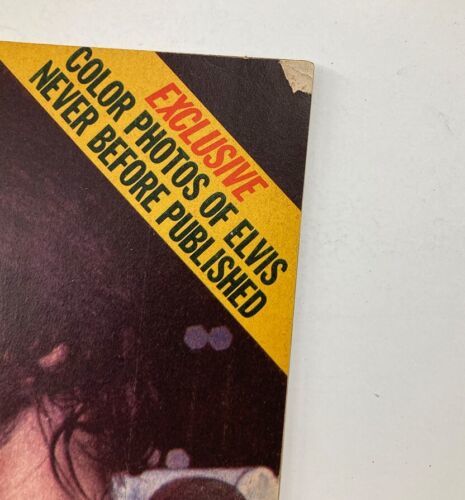 EXCLUSIVE
COLOR PHOTOS OF ELVIS
NEVER BEFORE PUBLISHED